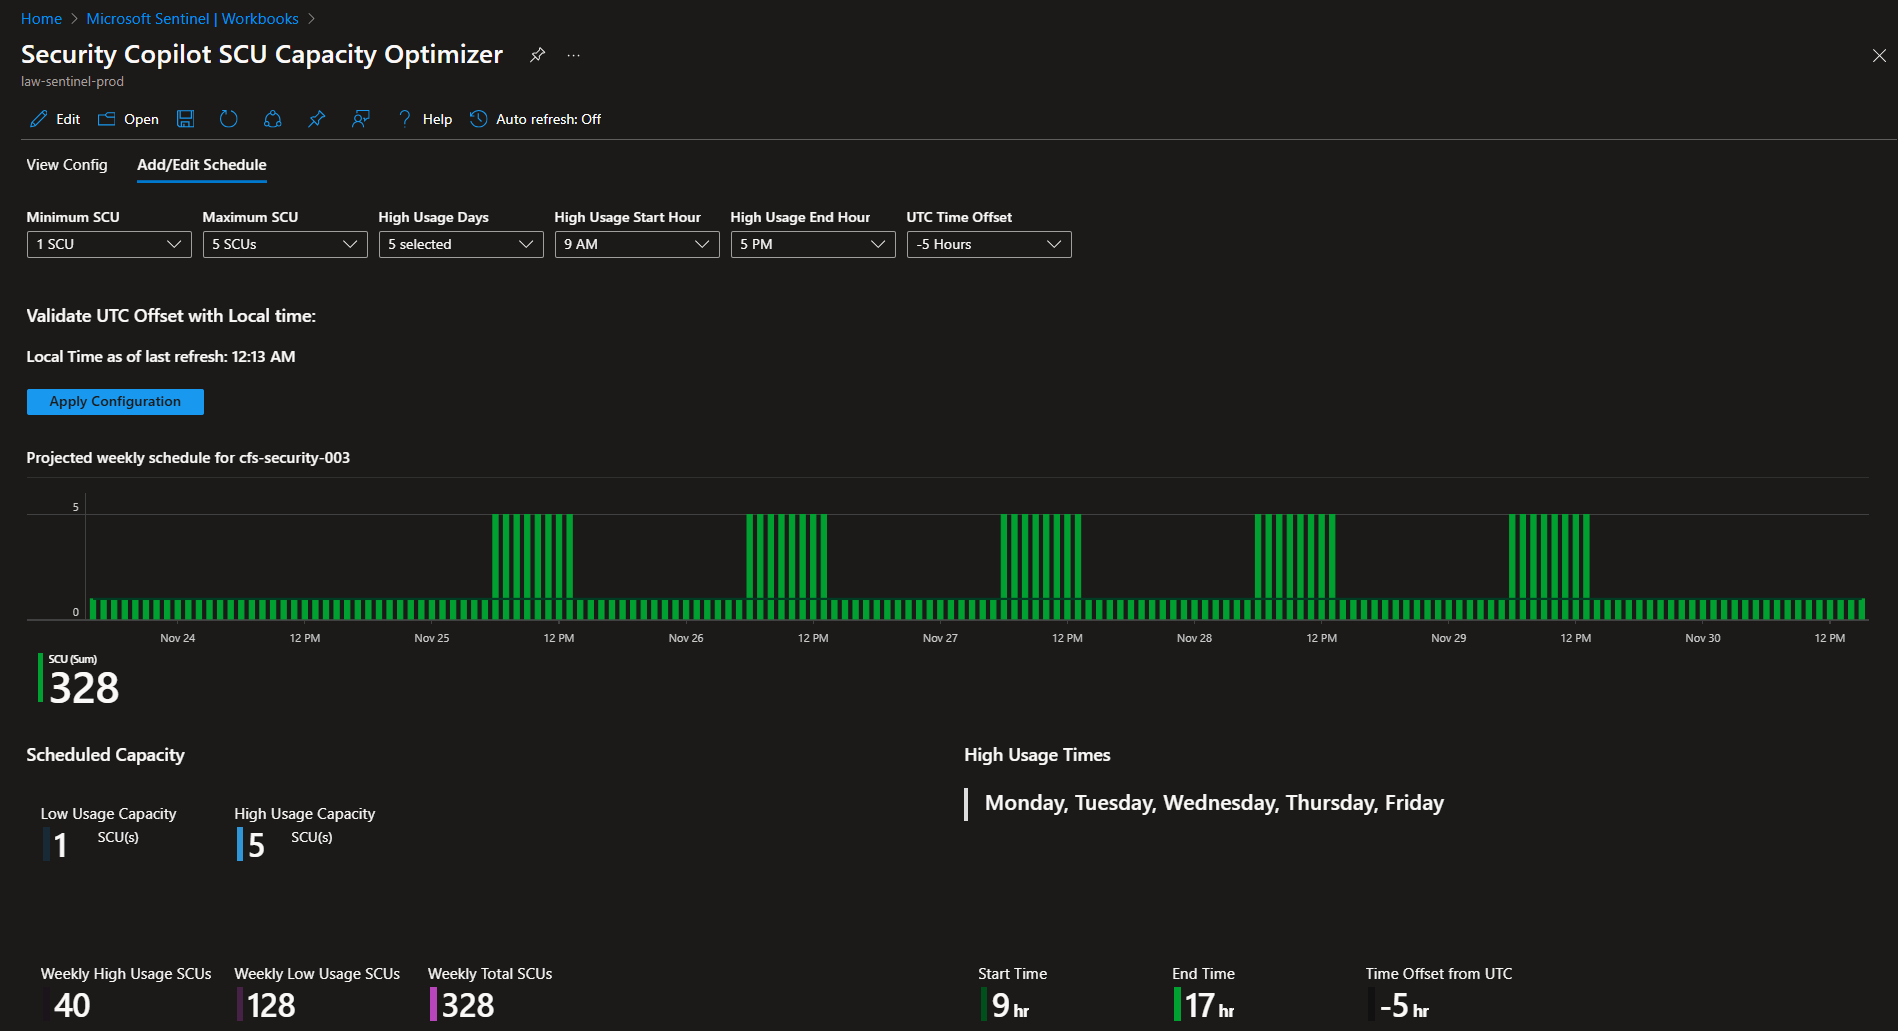 Home > Microsoft Sentinel | Workbooks >
Security Copilot SCU Capacity Optimizer ...
law-sentinel-prod
Edit Open Help Auto refresh: Off
View Config Add/Edit Schedule
Minimum SCU Maximum SCU High Usage Days High Usage Start Hour High Usage End Hour UTC Time Offset
1 SCU 5 SCUs 5 selected 9 AM 5 PM -5 Hours
Validate UTC Offset with Local time:
Local Time as of last refresh: 12:13 AM
Apply Configuration
Projected weekly schedule for cfs-security-003
5
0
Nov 24 12 PM Nov 25 12 PM Nov 26 12 PM Nov 27 12 PM Nov 28 12 PM Nov 29 12 PM Nov 30 12 PM
SCU (Sum)
328
Scheduled Capacity High Usage Times
Monday, Tuesday, Wednesday, Thursday, Friday
Low Usage Capacity High Usage Capacity
1 SCU(s) 5 SCU(s)
Weekly High Usage SCUs Weekly Low Usage SCUs Weekly Total SCUs Start Time End Time Time Offset from UTC
40 128 328 9 hr 17 hr -5 hr